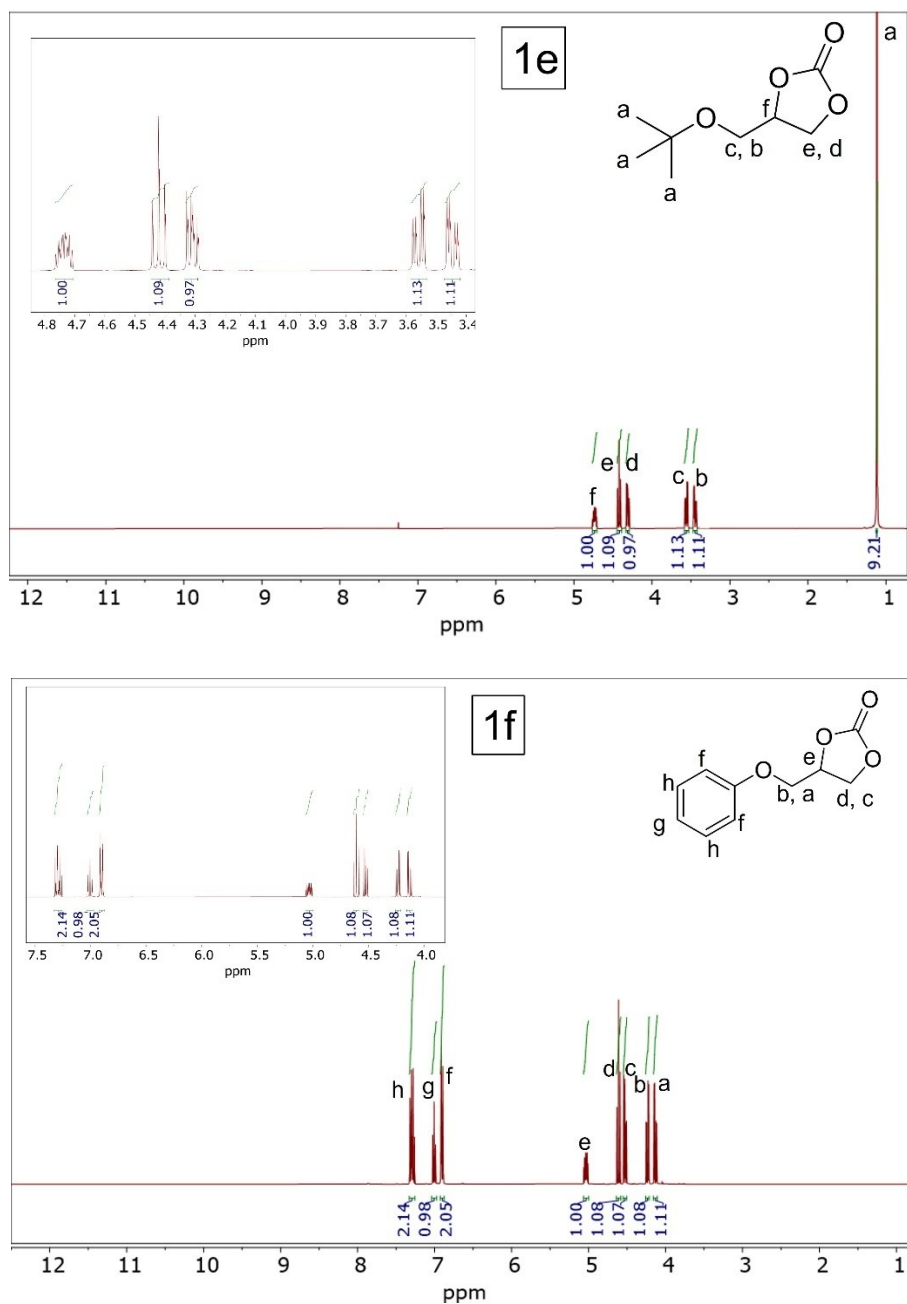 1e
a
O
O
O
O
f
a
a
a
c, b
e, d
1.00
1.09
0.97
1.13
1.11
4.8 4.7 4.6 4.5 4.4 4.3 4.2 4.1 4.0 3.9 3.8 3.7 3.6 3.5 3.4
ppm
f
e
d
c
b
1.00
1.09
0.97
1.13
1.11
9.21
12 11 10 9 8 7 6 5 4 3 2 1
ppm
1f
O
O
O
O
e
f
h
g
f
h
b, a
d, c
2.14
0.98
2.05
1.00
1.08
1.07
1.08
1.11
7.5 7.0 6.5 6.0 5.5 5.0 4.5 4.0
ppm
h
g
f
e
d
c
b
a
2.14
0.98
2.05
1.00
1.08
1.07
1.08
1.11
12 11 10 9 8 7 6 5 4 3 2 1
ppm